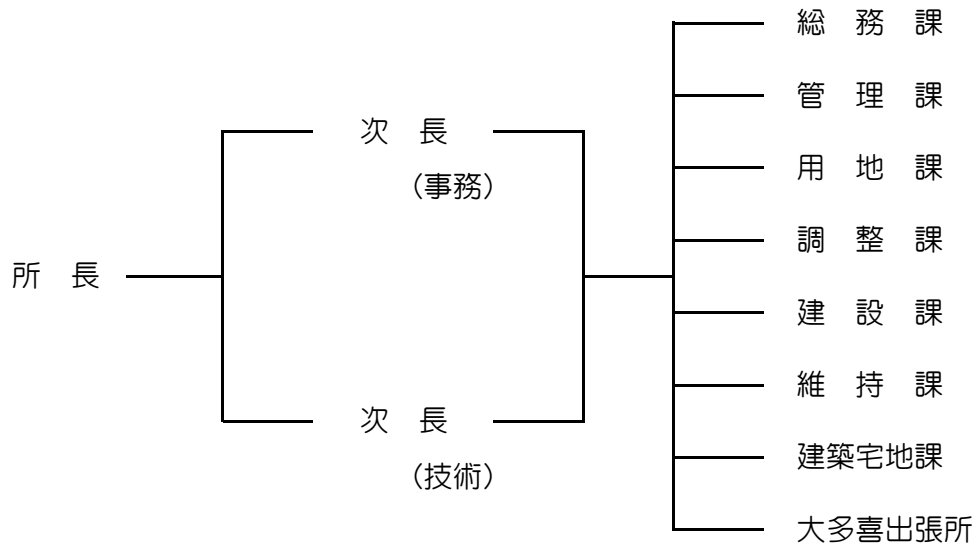 所　長
次　長
（事務）
次　長
（技術）
総　務　課
管　理　課
用　地　課
調　整　課
建　設　課
維　持　課
建築宅地課
大多喜出張所